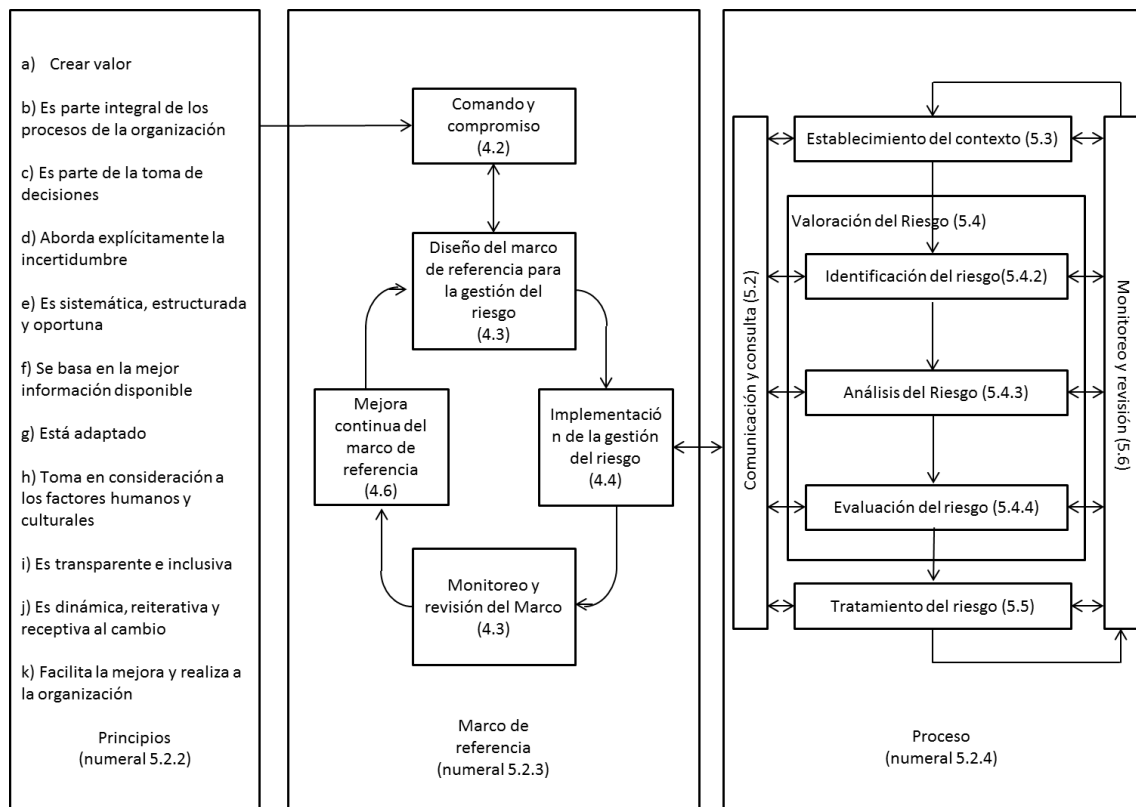 a) Crear valor
b) Es parte integral de los
procesos de la organización
c) Es parte de la toma de
decisiones
d) Aborda explícitamente la
incertidumbre
e) Es sistemática, estructurada
y oportuna
f) Se basa en la mejor
información disponible
g) Está adaptado
h) Toma en consideración a
los factores humanos y
culturales
i) Es transparente e inclusiva
j) Es dinámica, reiterativa y
receptiva al cambio
k) Facilita la mejora y realiza a
la organización
Principios
(numeral 5.2.2)
Comando y
compromiso
(4.2)
Diseño del marco
de referencia para
la gestión del
riesgo
(4.3)
Mejora
continua del
marco de
referencia
(4.6)
Implementació
n de la gestión
del riesgo
(4.4)
Monitoreo y
revisión del Marco
(4.3)
Marco de
referencia
(numeral 5.2.3)
Comunicación y consulta (5.2)
Establecimiento del contexto (5.3)
Valoración del Riesgo (5.4)
Identificación del riesgo(5.4.2)
Análisis del Riesgo (5.4.3)
Evaluación del riesgo (5.4.4)
Tratamiento del riesgo (5.5)
Monitoreo y revisión (5.6)
Proceso
(numeral 5.2.4)